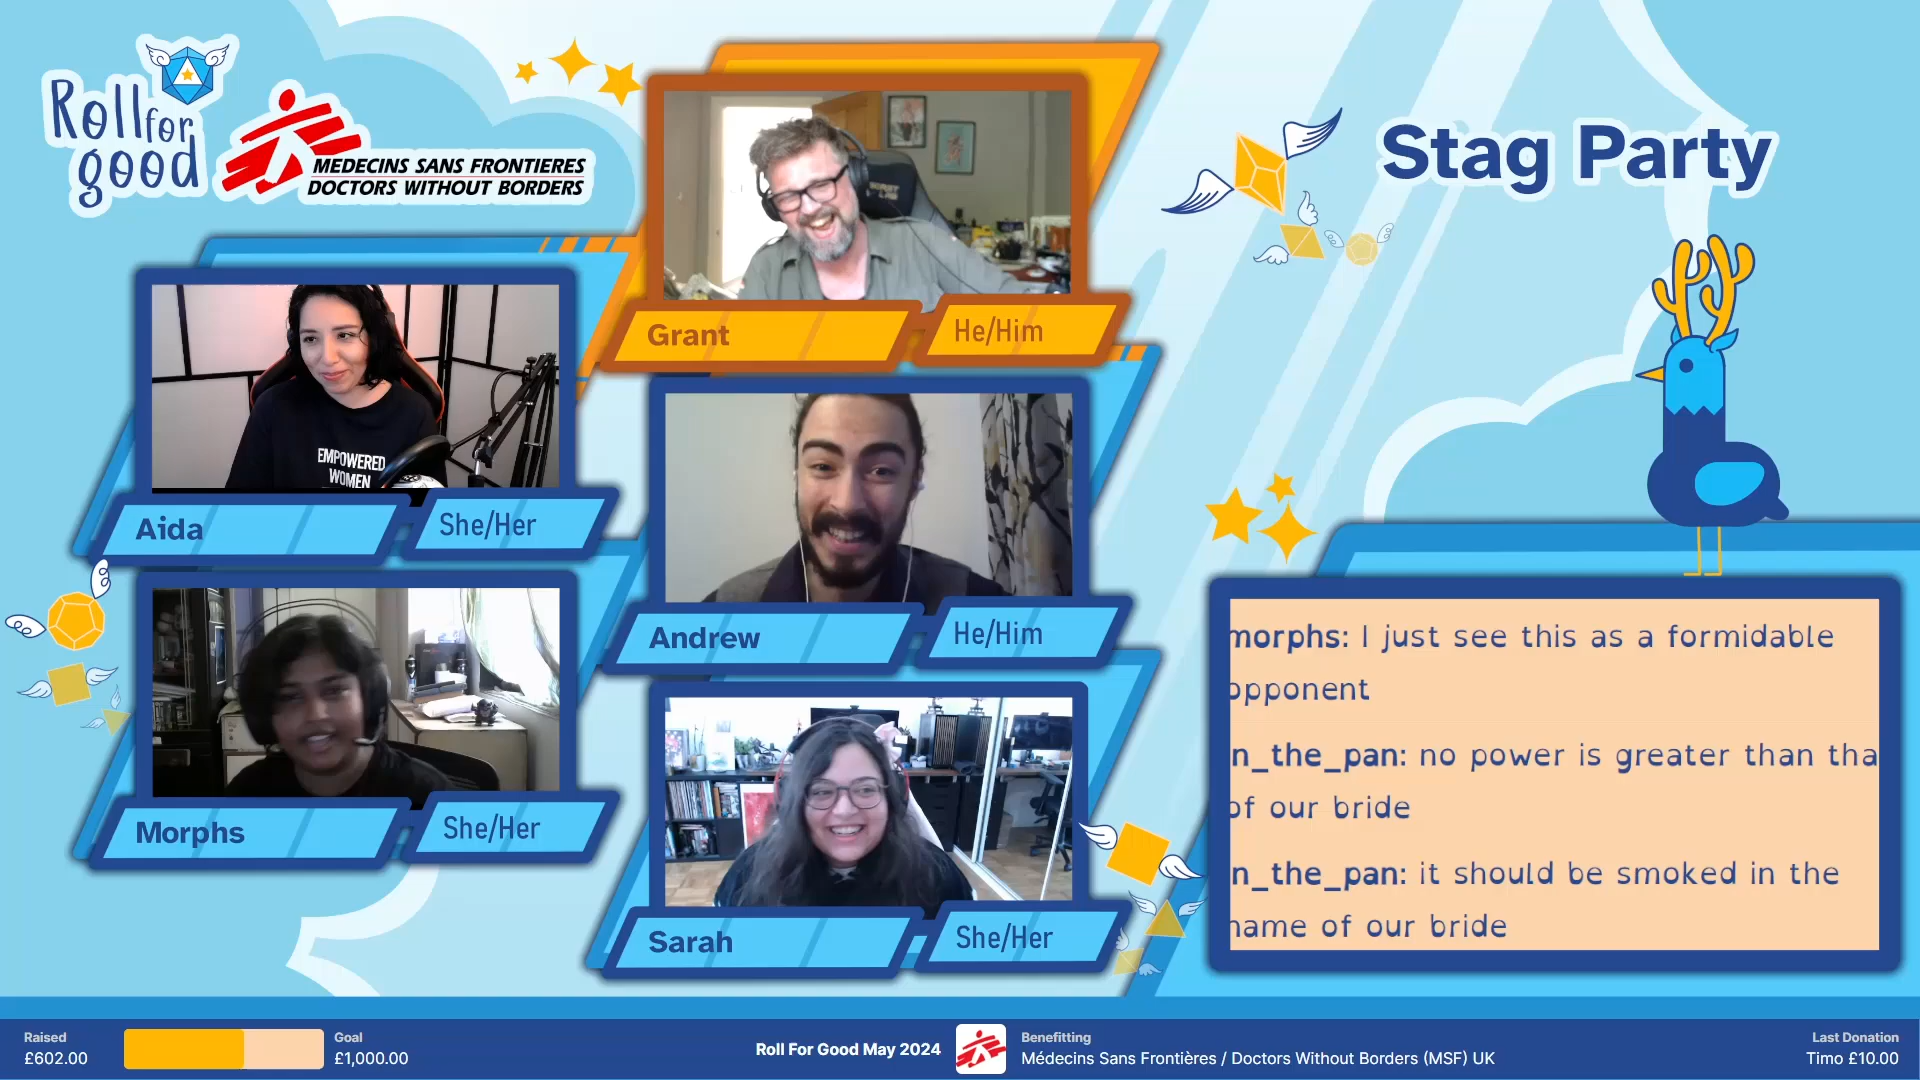 Roll for
good
MEDECINS SANS FRONTIERES
DOCTORS WITHOUT BORDERS
Stag Party
Grant
He/Him
EMPOWERED
WOMEN
Aida
She/Her
Andrew
He/Him
Morphs
She/Her
Sarah
She/Her
morphs: I just see this as a formidable
opponent
n_the_pan: no power is greater than tha
of our bride
n_the_pan: it should be smoked in the
name of our bride
Raised
£602.00
Goal
£1,000.00
Roll For Good May 2024
Benefitting
Médecins Sans Frontières / Doctors Without Borders (MSF) UK
Last Donation
Timo £10.00